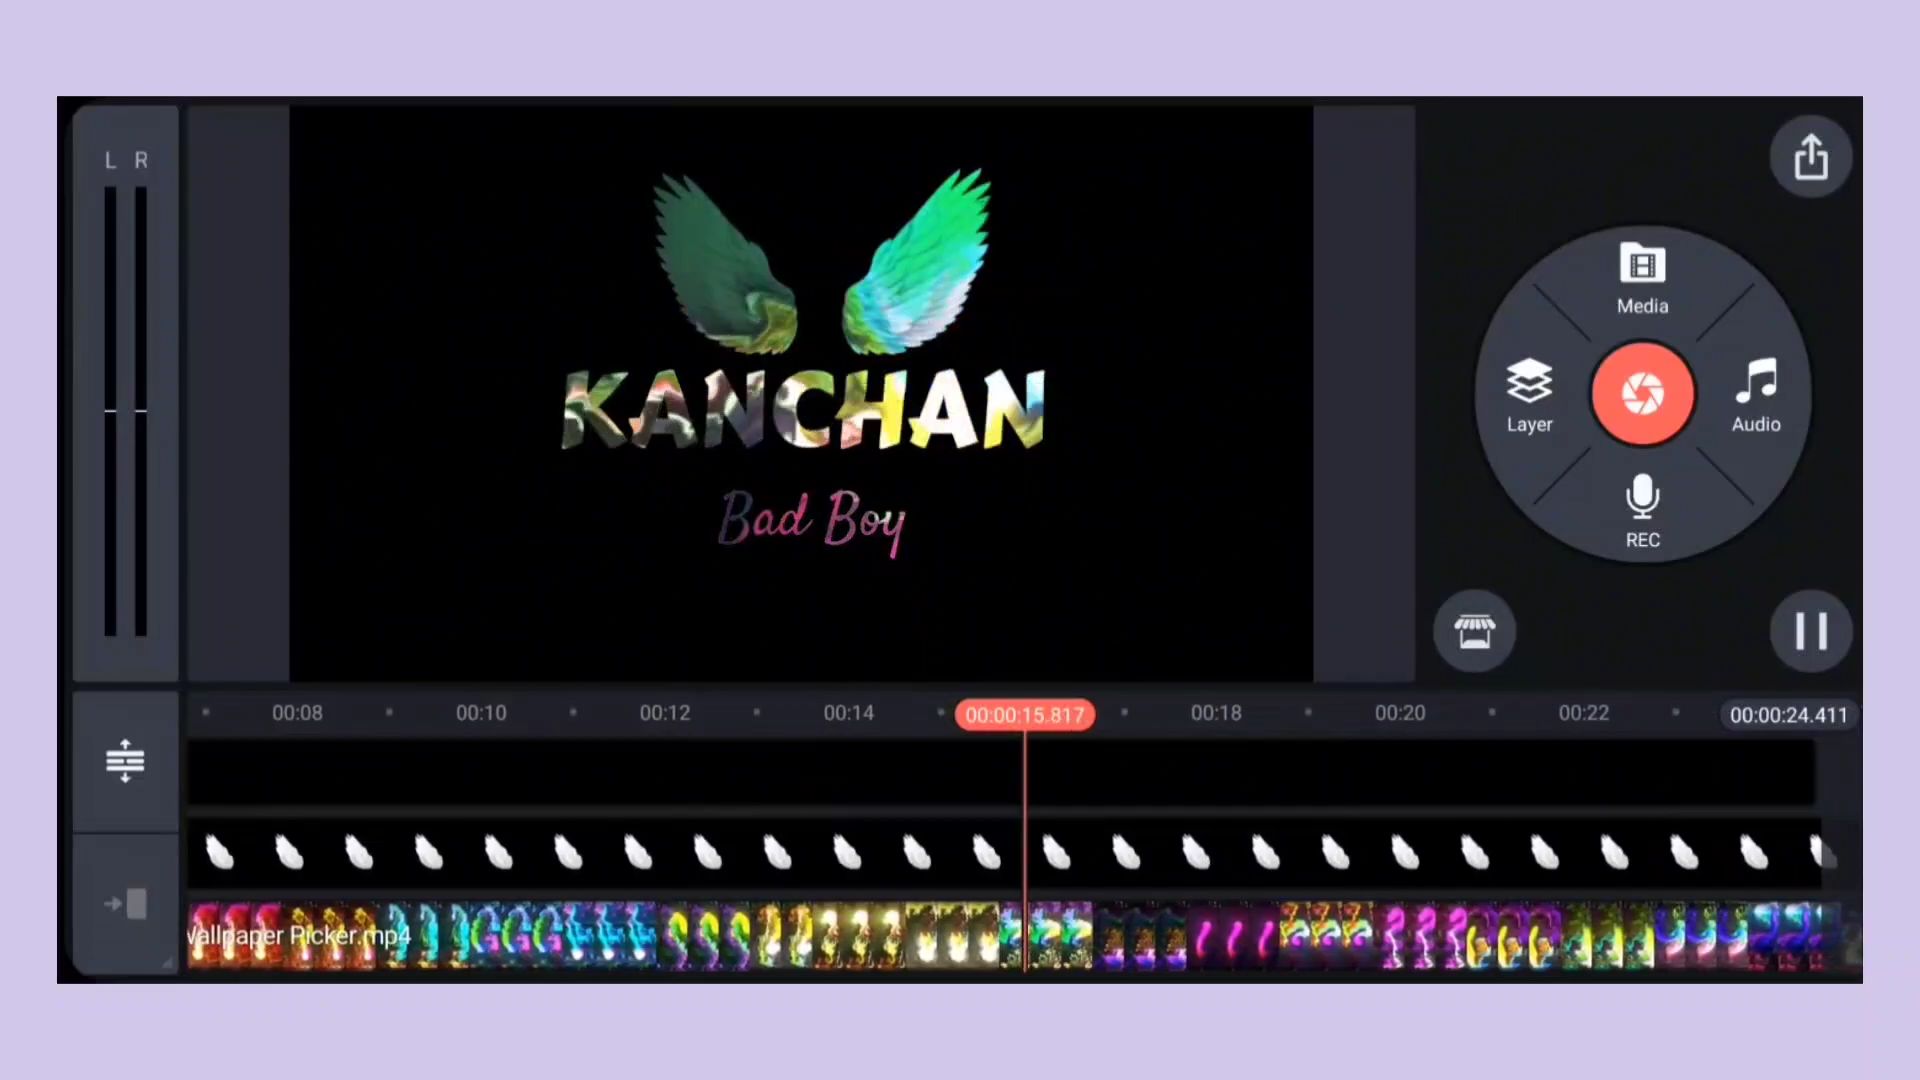 L R
KANCHAN
Bad Boy
Media
Layer
Audio
REC
00:08 00:10 00:12 00:14 00:00:15.817 00:18 00:20 00:22 00:00:24.411
Wallpaper Picker.mp4